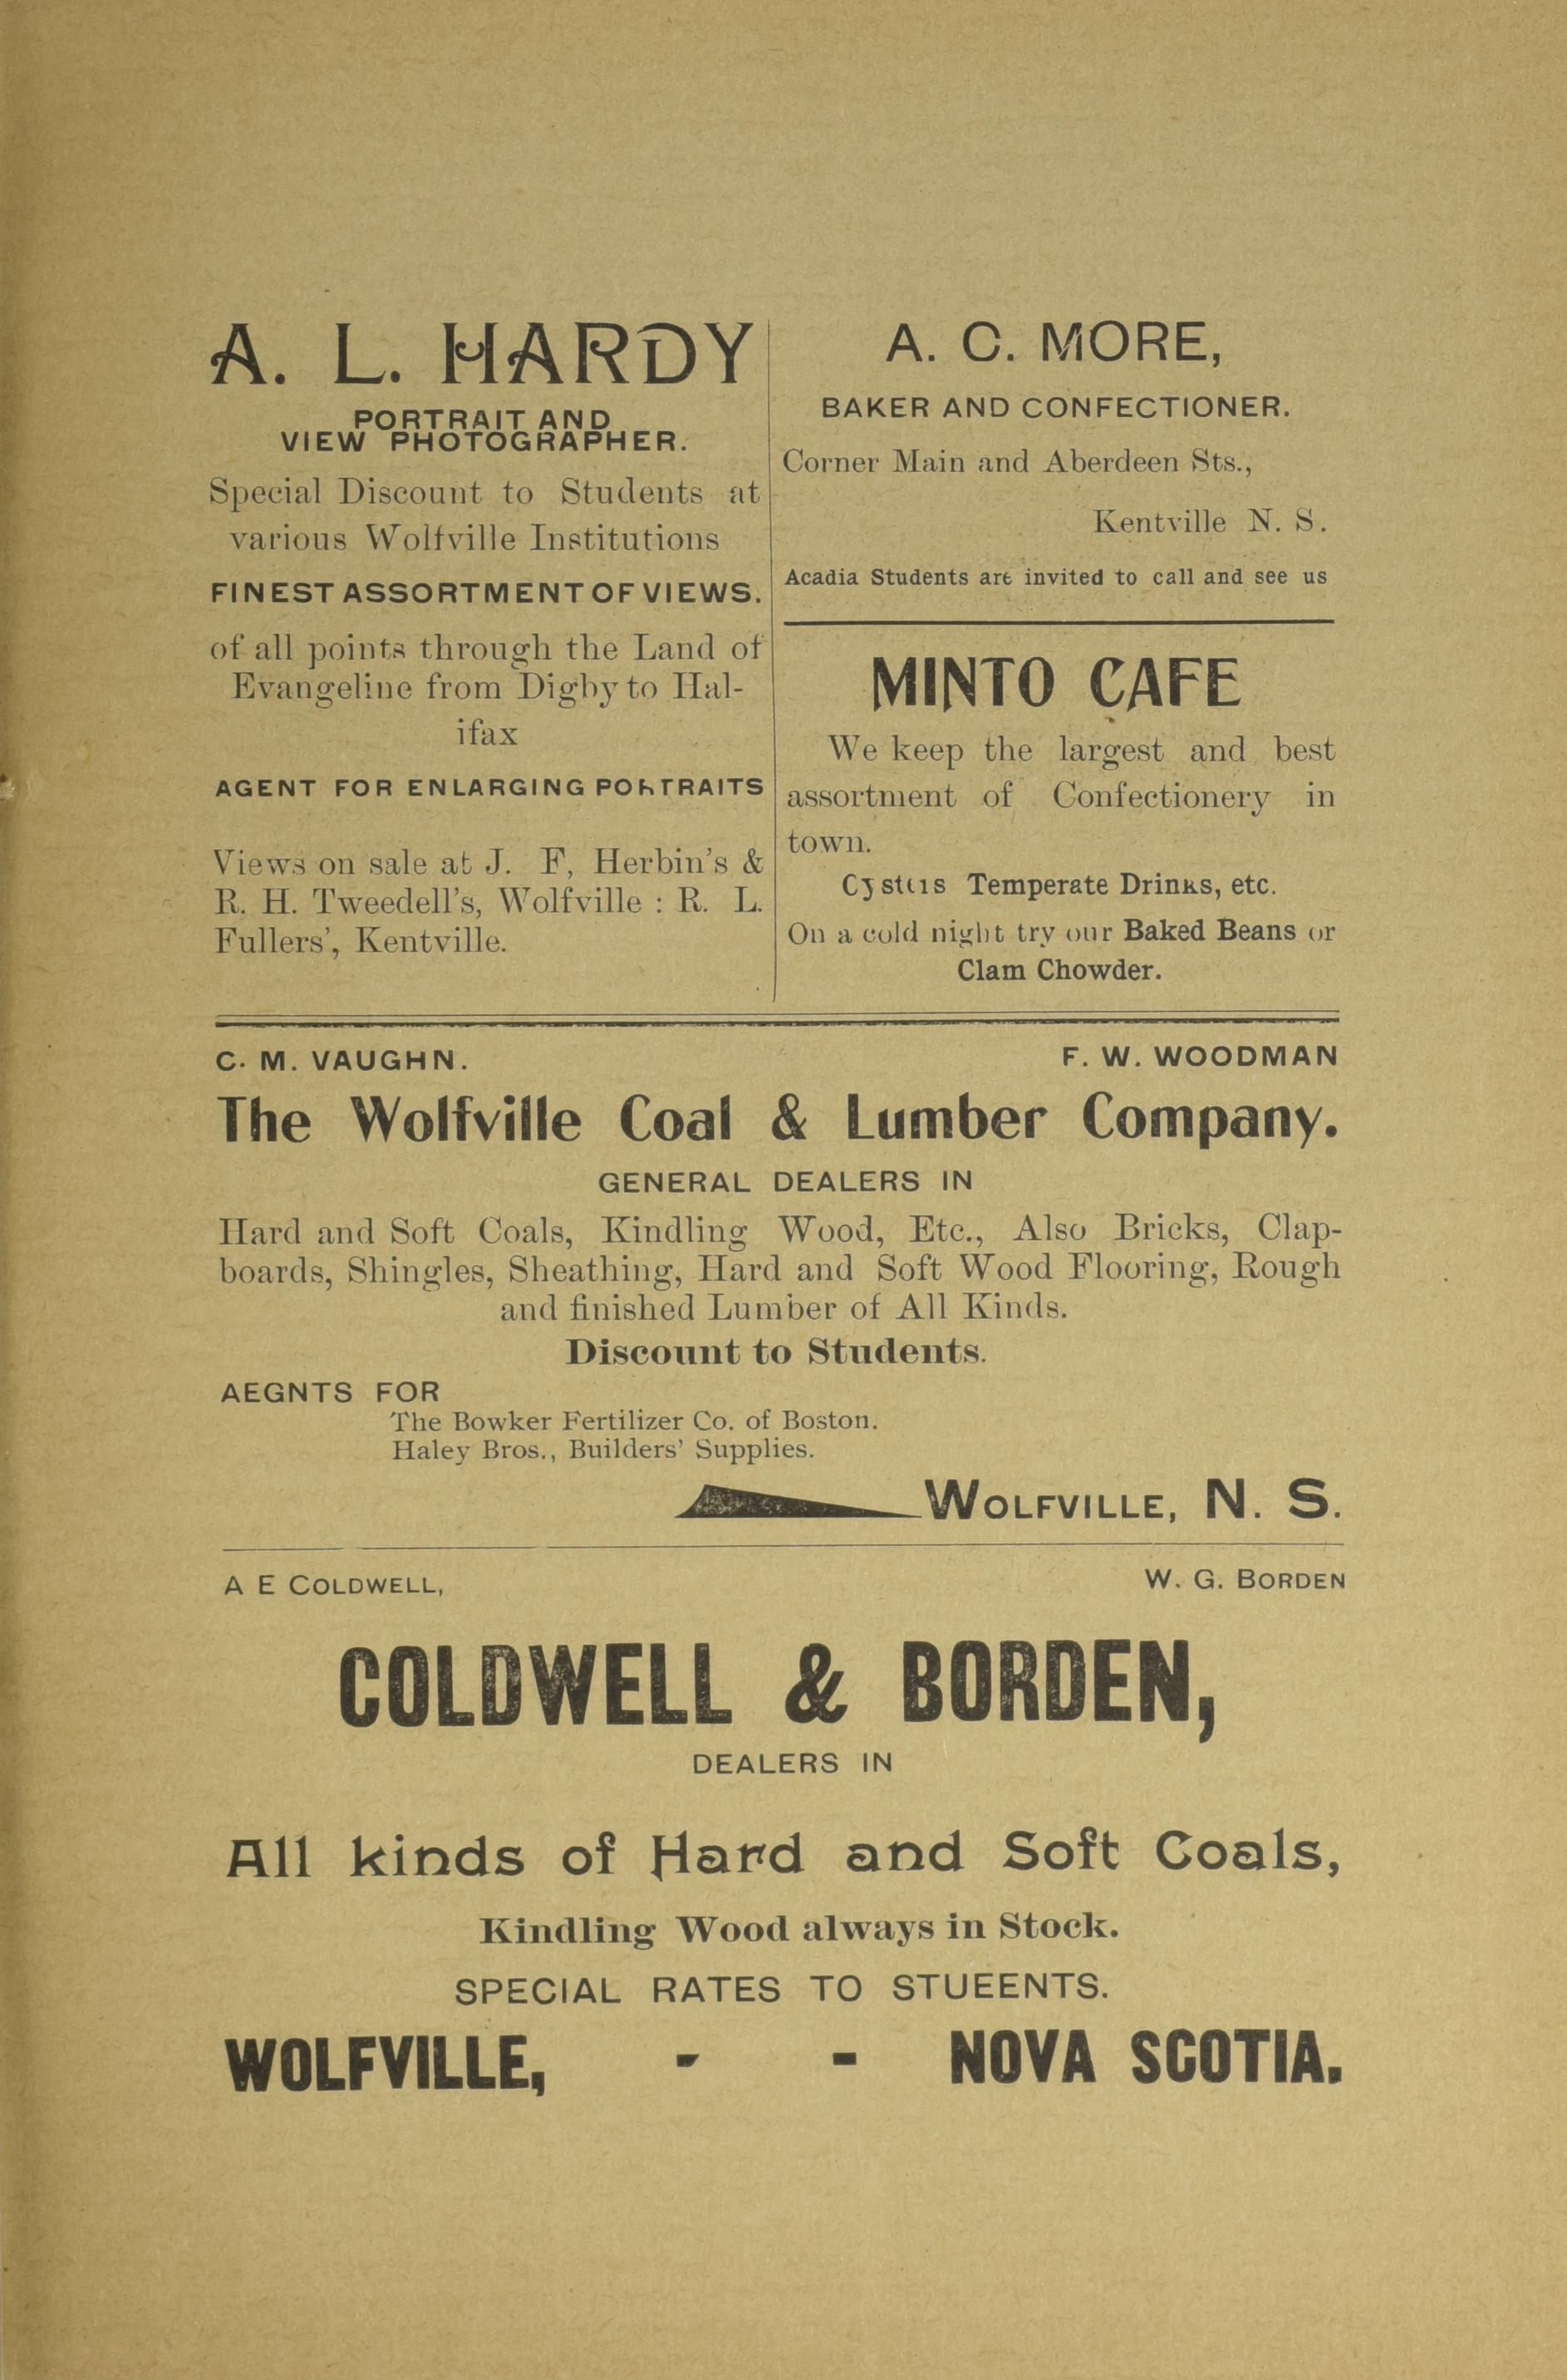 A. L. HARDY
PORTRAIT AND
VIEW PHOTOGRAPHER.
Special Discount to Students at
various Wolfville Institutions
FINEST ASSORTMENT OF VIEWS.
of all points through the Land of
Evangeline from Digby to Hal-
ifax
AGENT FOR ENLARGING PORTRAITS
Views on sale at J. F, Herbin's &
R. H. Tweedell's, Wolfville : R. L.
Fullers', Kentville.
A. C. MORE,
BAKER AND CONFECTIONER.
Corner Main and Aberdeen Sts.,
Kentville N. S.
Acadia Students are invited to call and see us
MINTO CAFE
We keep the largest and best
assortment of Confectionery in
town.
Temperate Drinks, etc.
On a cold night try our Baked Beans or
Clam Chowder.
C. M. VAUGHN.
F. W. WOODMAN
The Wolfville Coal & Lumber Company.
GENERAL DEALERS IN
Hard and Soft Coals, Kindling Wood, Etc., Also Bricks, Clap-
boards, Shingles, Sheathing, Hard and Soft Wood Flooring, Rough
and finished Lumber of All Kinds.
Discount to Students.
AEGNTS FOR
The Bowker Fertilizer Co. of Boston.
Haley Bros., Builders' Supplies.
WOLFVILLE, N. S.
A E COLDWELL,
W. G. BORDEN
COLDWELL & BORDEN,
DEALERS IN
All kinds of Hard and Soft Coals,
Kindling Wood always in Stock.
SPECIAL RATES TO STUEENTS.
WOLFVILLE, - - NOVA SCOTIA.